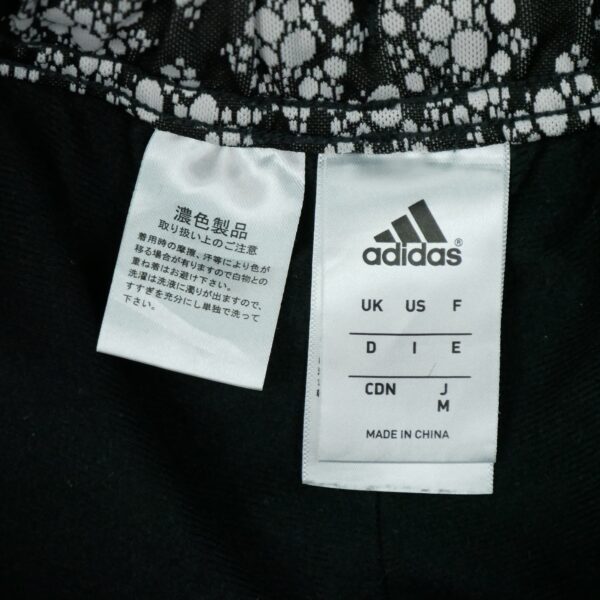 濃色製品
取り扱い上のご注意
着用時の摩擦、汗等により色が
移る場合が有りますので白物との
重ね着はお避け下さい。
洗濯は洗液に濁りが出ますので、
すすぎを充分にし単独で洗って
下さい。
adidas®
UK US F
D I E
CDN J
M
MADE IN CHINA